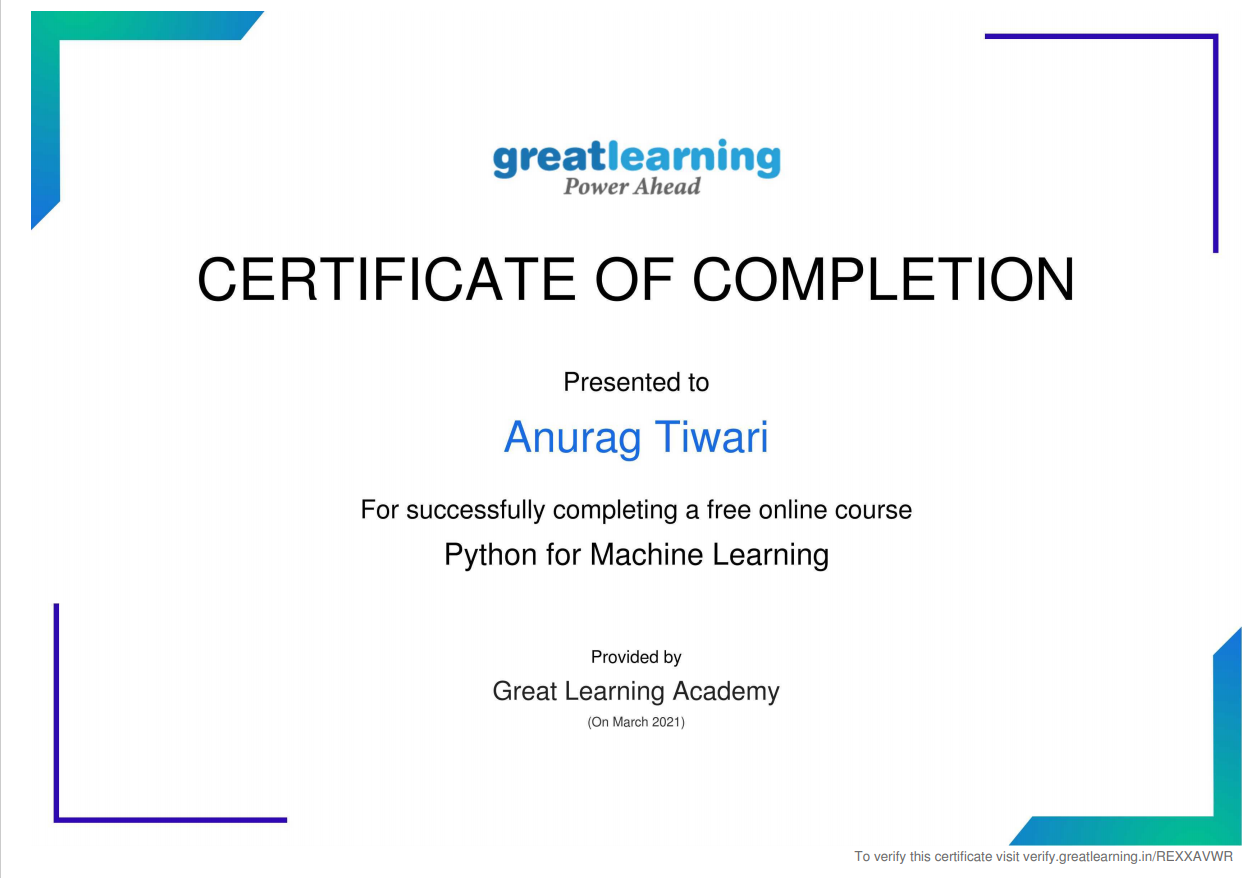 greatlearning
Power Ahead
CERTIFICATE OF COMPLETION
Presented to
Anurag Tiwari
For successfully completing a free online course
Python for Machine Learning
Provided by
Great Learning Academy
(On March 2021)
To verify this certificate visit verify.greatlearning.in/REXXAVWR